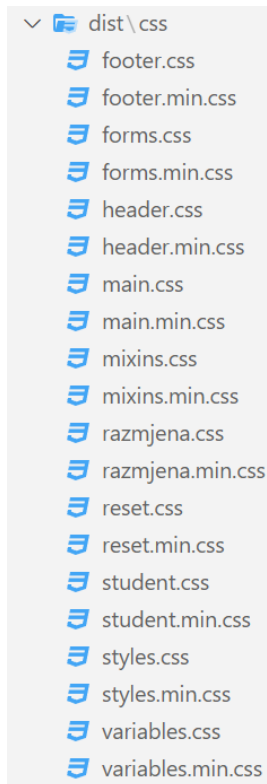 dist\css
footer.css
footer.min.css
forms.css
forms.min.css
header.css
header.min.css
main.css
main.min.css
mixins.css
mixins.min.css
razmjena.css
razmjena.min.css
reset.css
reset.min.css
student.css
student.min.css
styles.css
styles.min.css
variables.css
variables.min.css